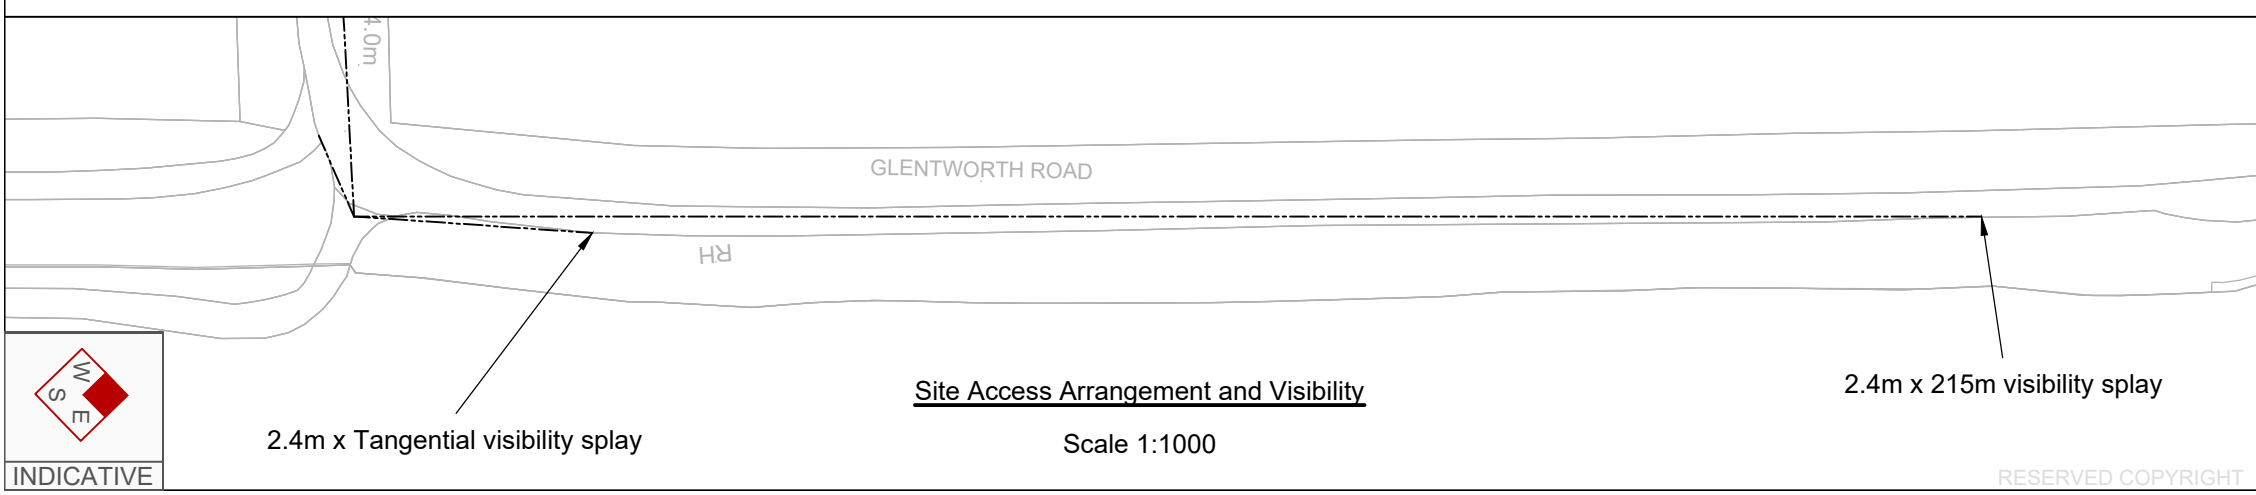 4.0m
GLENTWORTH ROAD
RH
W
S
E
INDICATIVE
2.4m x Tangential visibility splay
Site Access Arrangement and Visibility
Scale 1:1000
2.4m x 215m visibility splay
RESERVED COPYRIGHT